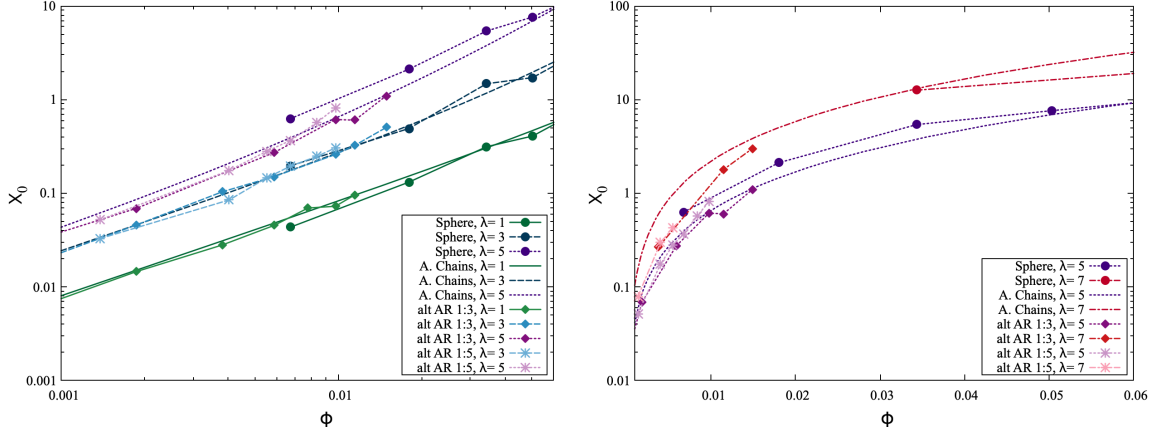 10
1
0.1
0.01
0.001
X0
0.001
0.01
ϕ
Sphere, λ= 1
Sphere, λ= 3
Sphere, λ= 5
A. Chains, λ= 1
A. Chains, λ= 3
A. Chains, λ= 5
alt AR 1:3, λ= 1
alt AR 1:3, λ= 3
alt AR 1:3, λ= 5
alt AR 1:5, λ= 3
alt AR 1:5, λ= 5
100
10
1
0.1
0.01
X0
0.01
0.02
0.03
0.04
0.05
0.06
ϕ
Sphere, λ= 5
Sphere, λ= 7
A. Chains, λ= 5
A. Chains, λ= 7
alt AR 1:3, λ= 5
alt AR 1:3, λ= 7
alt AR 1:5, λ= 5
alt AR 1:5, λ= 7